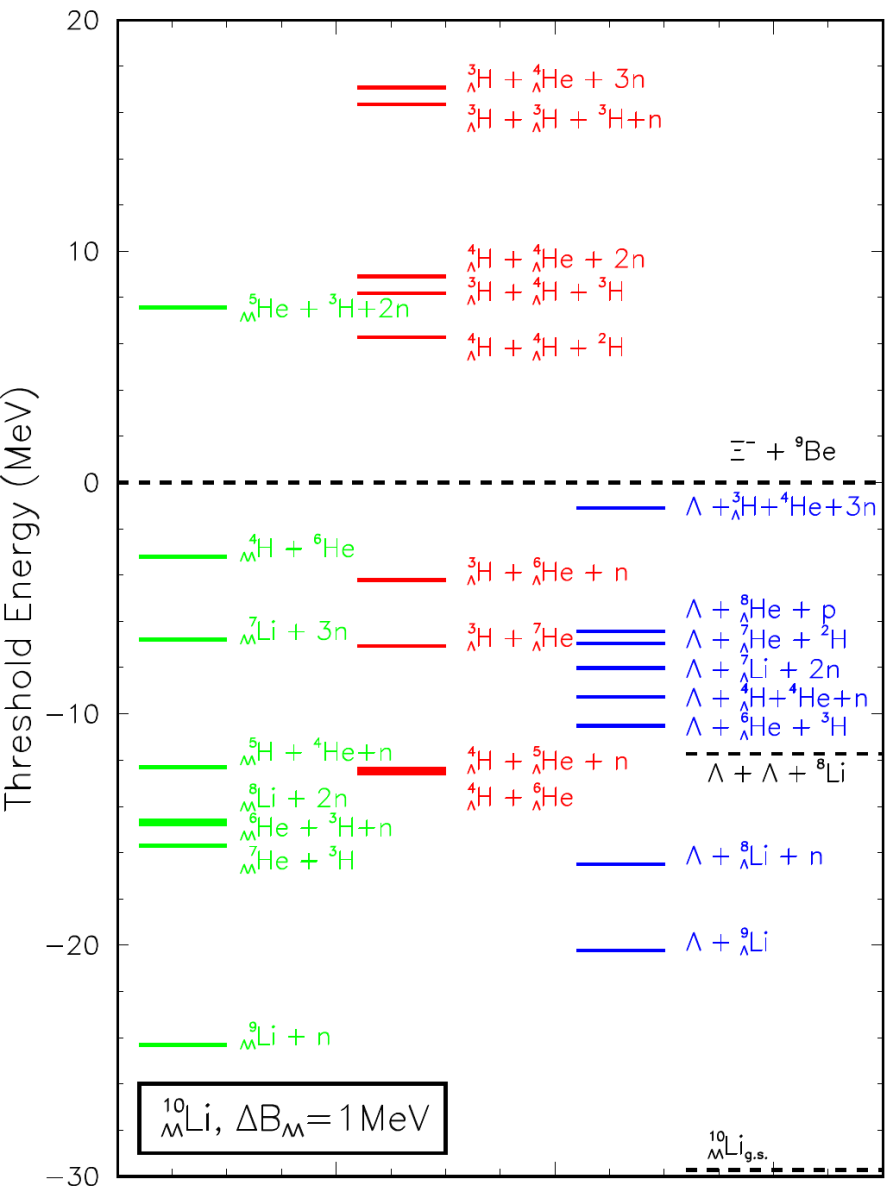 Threshold Energy (MeV)
20
10
0
−10
−20
−30
⁵ΛΛHe + ³H+2n
⁴ΛΛH + ⁶He
⁷ΛΛLi + 3n
⁵ΛΛH + ⁴He+n
⁸ΛΛLi + 2n
⁶ΛΛHe + ³H+n
⁷ΛΛHe + ³H
⁹ΛΛLi + n
¹⁰ΛΛLi, ΔBΛΛ=1MeV
³ΛH + ⁴ΛHe + 3n
³ΛH + ³ΛH + ³H+n
⁴ΛH + ⁴ΛHe + 2n
³ΛH + ⁴ΛH + ³H
⁴ΛH + ⁴ΛH + ²H
³ΛH + ⁶ΛHe + n
³ΛH + ⁷ΛHe
⁴ΛH + ⁵ΛHe + n
⁴ΛH + ⁶ΛHe
Ξ⁻ + ⁹Be
Λ +³ΛH+⁴He+3n
Λ + ⁸ΛHe + p
Λ + ⁷ΛHe + ²H
Λ + ⁷ΛLi + 2n
Λ + ⁴ΛH+⁴He+n
Λ + ⁶ΛHe + ³H
Λ + Λ + ⁸Li
Λ + ⁸ΛLi + n
Λ + ⁹ΛLi
¹⁰ΛΛLig.s.